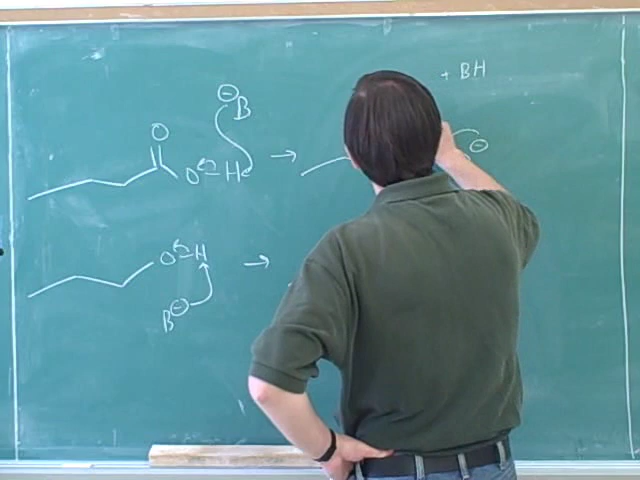 + BH
⊖
B
O
O–H →
⊖
O–H →
B⊖